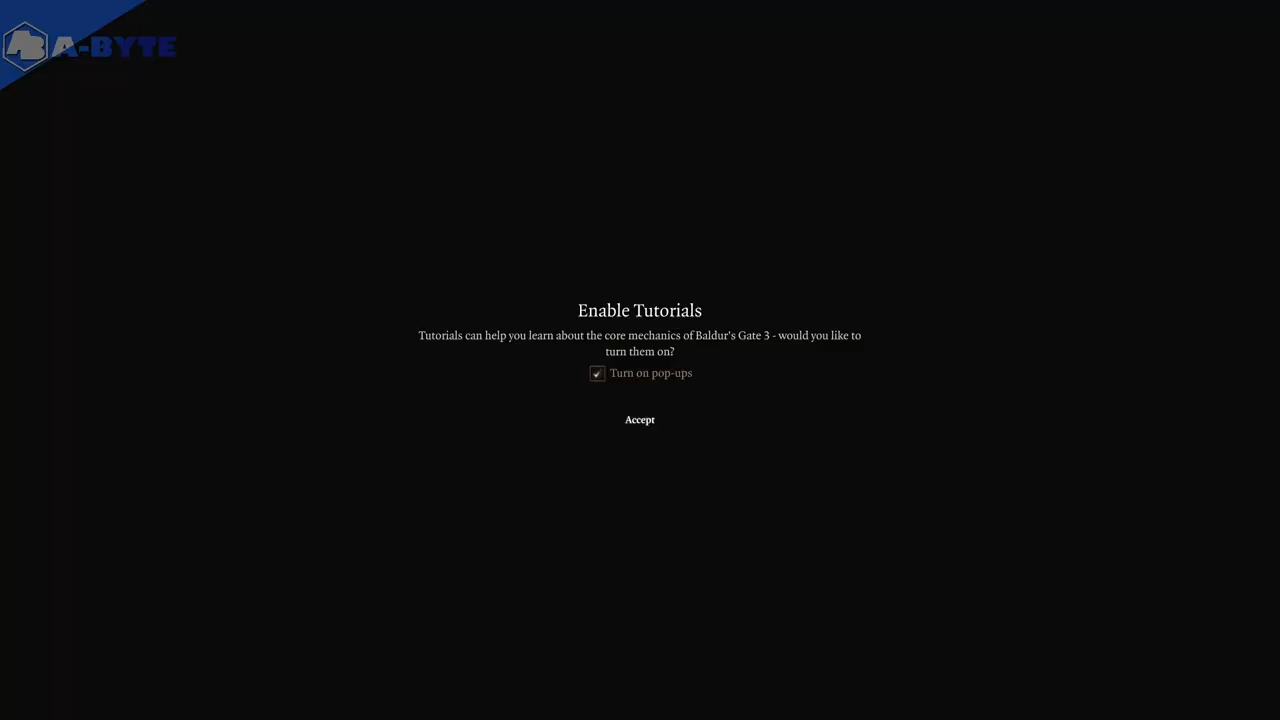 A-BYTE
Enable Tutorials
Tutorials can help you learn about the core mechanics of Baldur's Gate 3 - would you like to
turn them on?
Turn on pop-ups
Accept